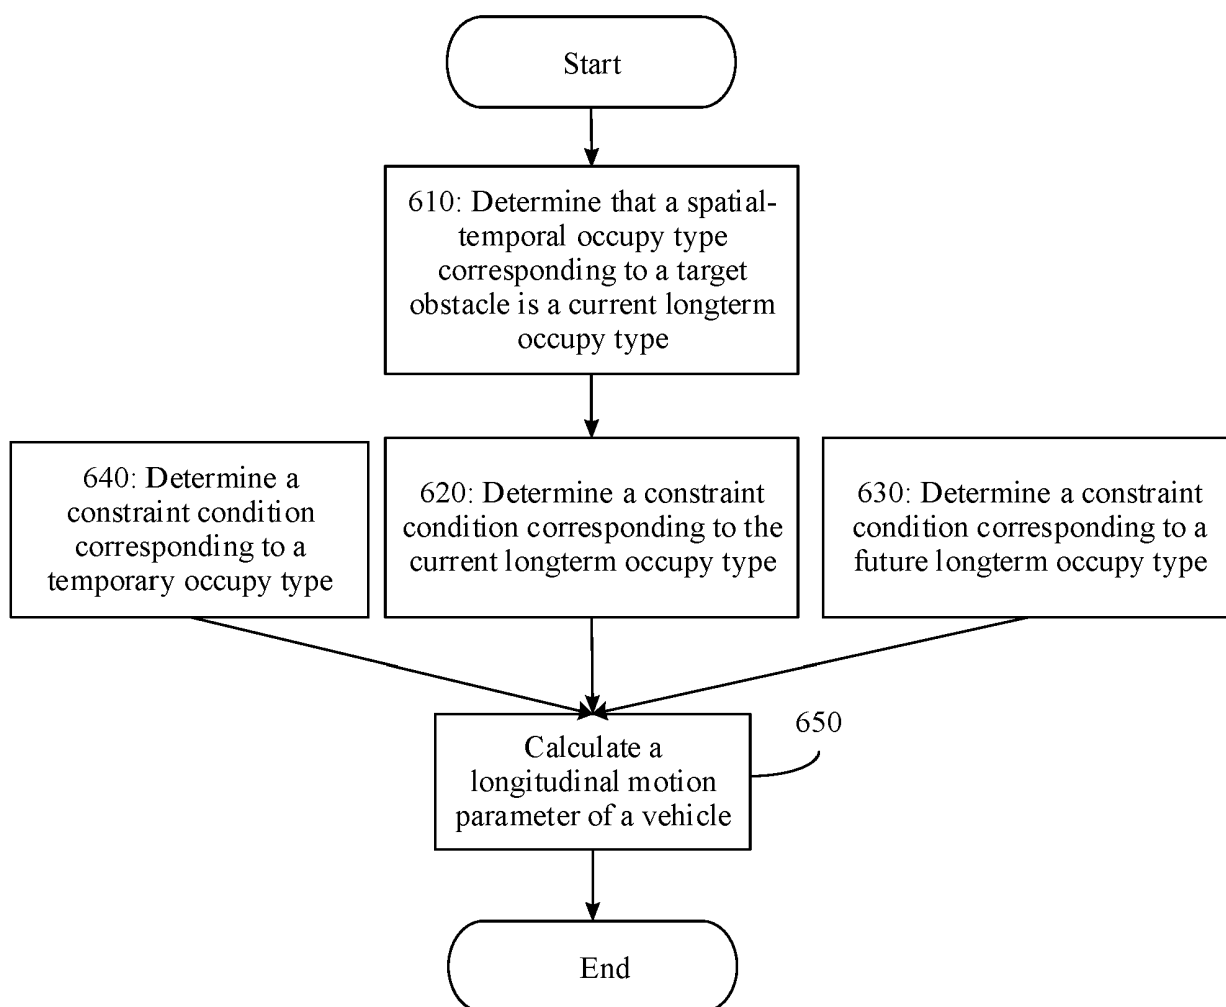 Start
610: Determine that a spatial-
temporal occupy type
corresponding to a target
obstacle is a current longterm
occupy type
640: Determine a
constraint condition
corresponding to a
temporary occupy type
620: Determine a constraint
condition corresponding to the
current longterm occupy type
630: Determine a constraint
condition corresponding to a
future longterm occupy type
650
Calculate a
longitudinal motion
parameter of a vehicle
End